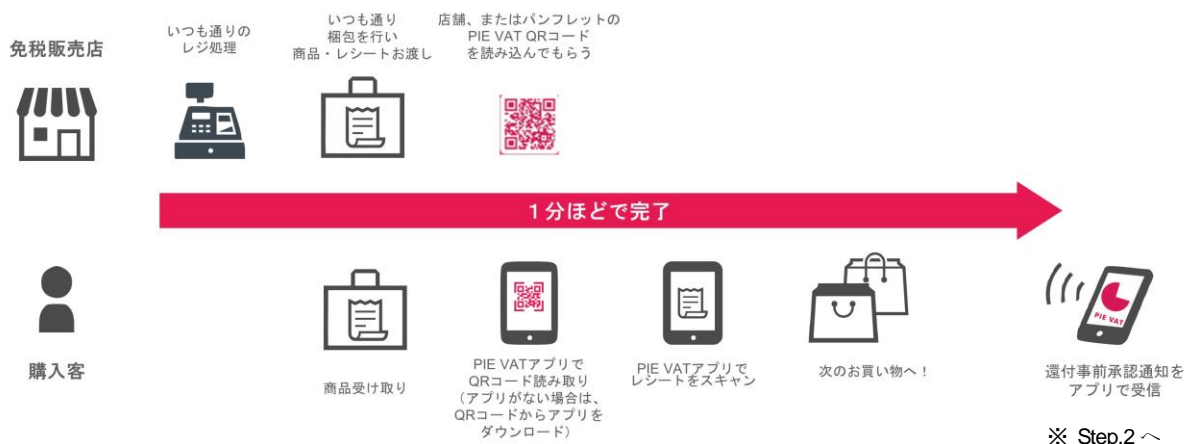 免税販売店
いつも通りの
レジ処理
いつも通り
梱包を行い
商品・レシートお渡し
店舗、またはパンフレットの
PIE VAT QRコード
を読み込んでもらう
1分ほどで完了
購入客
商品受け取り
PIE VATアプリで
QRコード読み取り
（アプリがない場合は、
QRコードからアプリを
ダウンロード）
PIE VATアプリで
レシートをスキャン
次のお買い物へ！
PIE VAT
還付事前承認通知を
アプリで受信
※ Step.2 へ